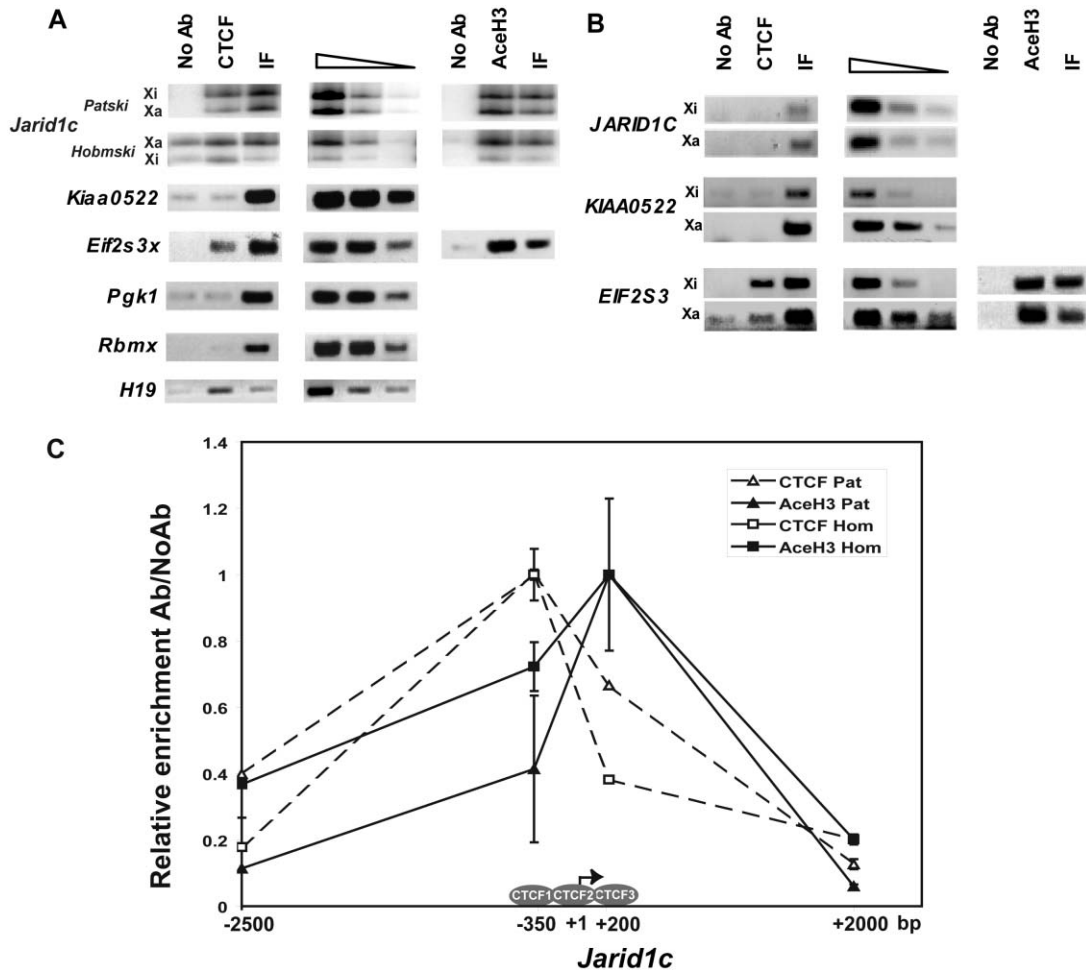 A
No Ab CTCF IF No Ab AceH3 IF
Jarid1c
Patski Xi
Xa
Hobmski Xa
Xi
Kiaa0522
Eif2s3x
Pgk1
Rbmx
H19
B
No Ab CTCF IF No Ab AceH3 IF
JARID1C Xi
Xa
KIAA0522 Xi
Xa
EIF2S3 Xi
Xa
C
Relative enrichment Ab/NoAb
1.4
1.2
1
0.8
0.6
0.4
0.2
0
CTCF Pat
AceH3 Pat
CTCF Hom
AceH3 Hom
CTCF1 CTCF2 CTCF3
-2500 -350 +1 +200 +2000 bp
Jarid1c